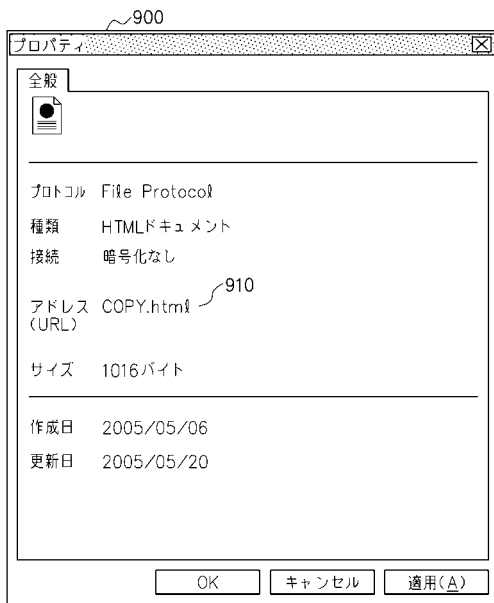 900
プロパティ
全般
プロトコル File Protocol
種類 HTMLドキュメント
接続 暗号化なし
910
アドレス COPY.html
(URL)
サイズ 1016バイト
作成日 2005/05/06
更新日 2005/05/20
OK キャンセル 適用(A)